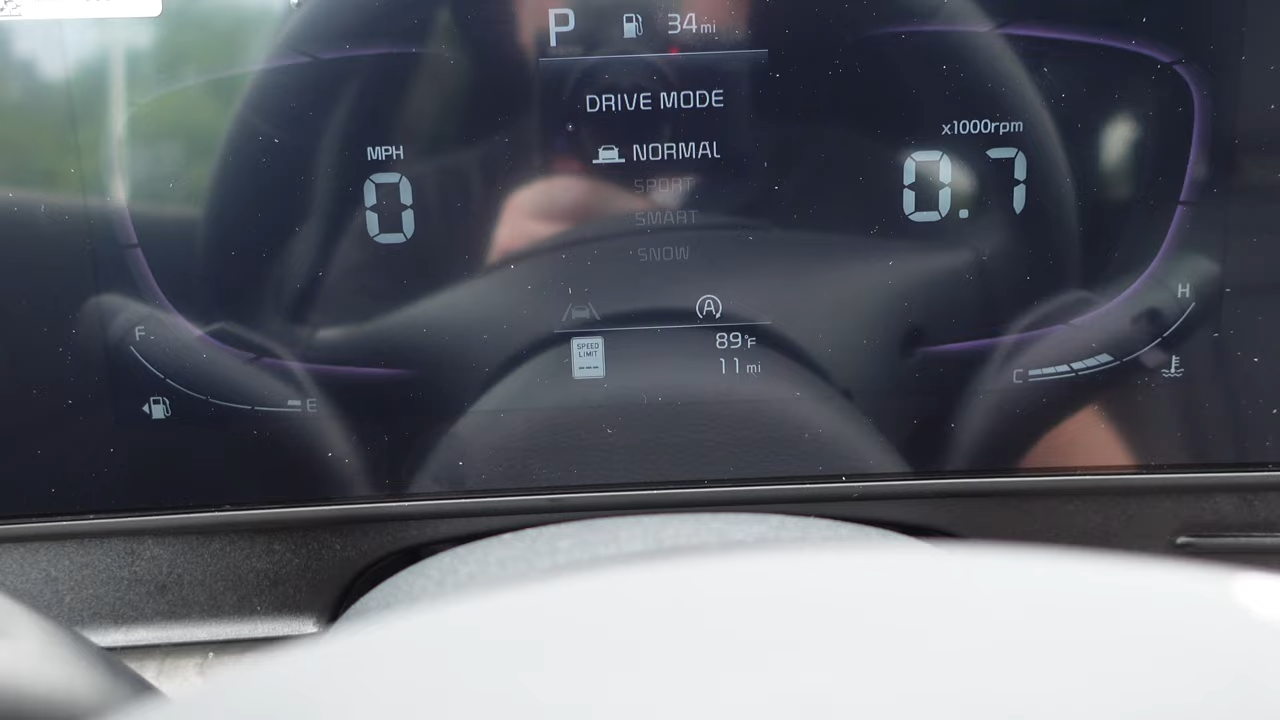 P 34mi
DRIVE MODE
x1000rpm
MPH
NORMAL
0
0.7
SPORT
SMART
SNOW
H
F
A
SPEED
LIMIT
---
89°F
11 mi
C
E